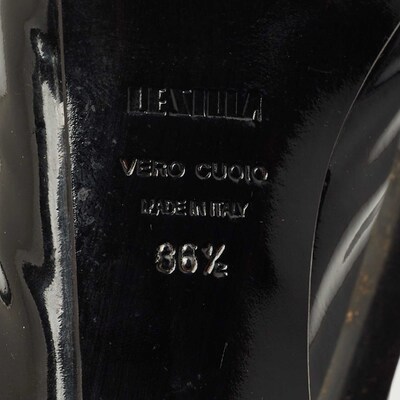 VERO CUOIO
MADE IN ITALY
36½